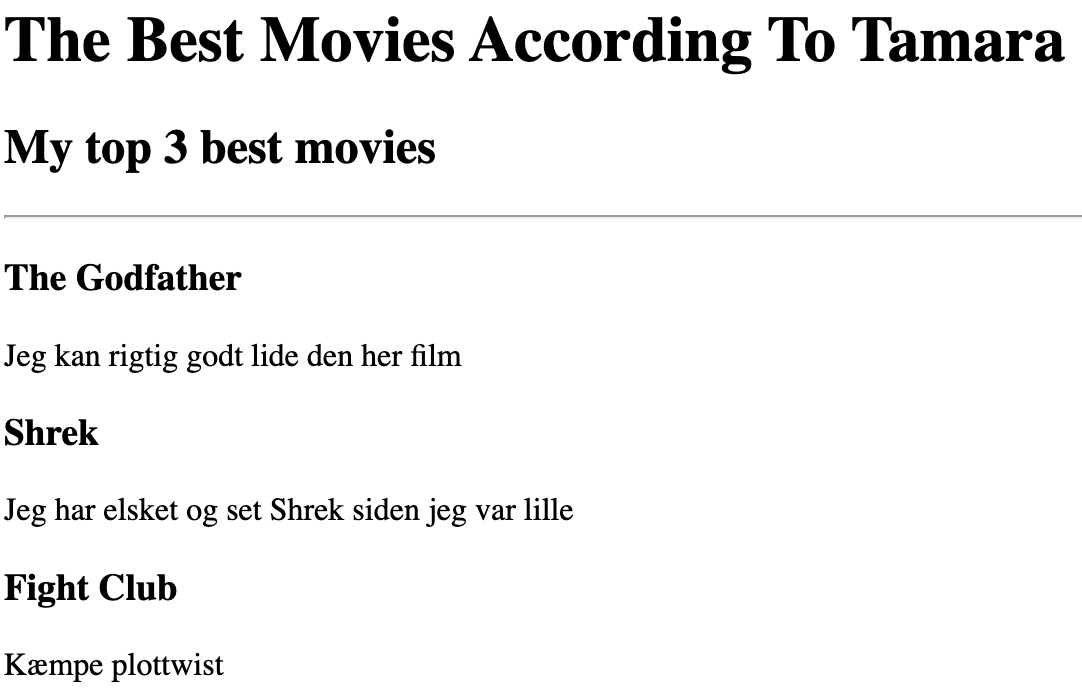 The Best Movies According To Tamara
My top 3 best movies
The Godfather
Jeg kan rigtig godt lide den her film
Shrek
Jeg har elsket og set Shrek siden jeg var lille
Fight Club
Kæmpe plottwist